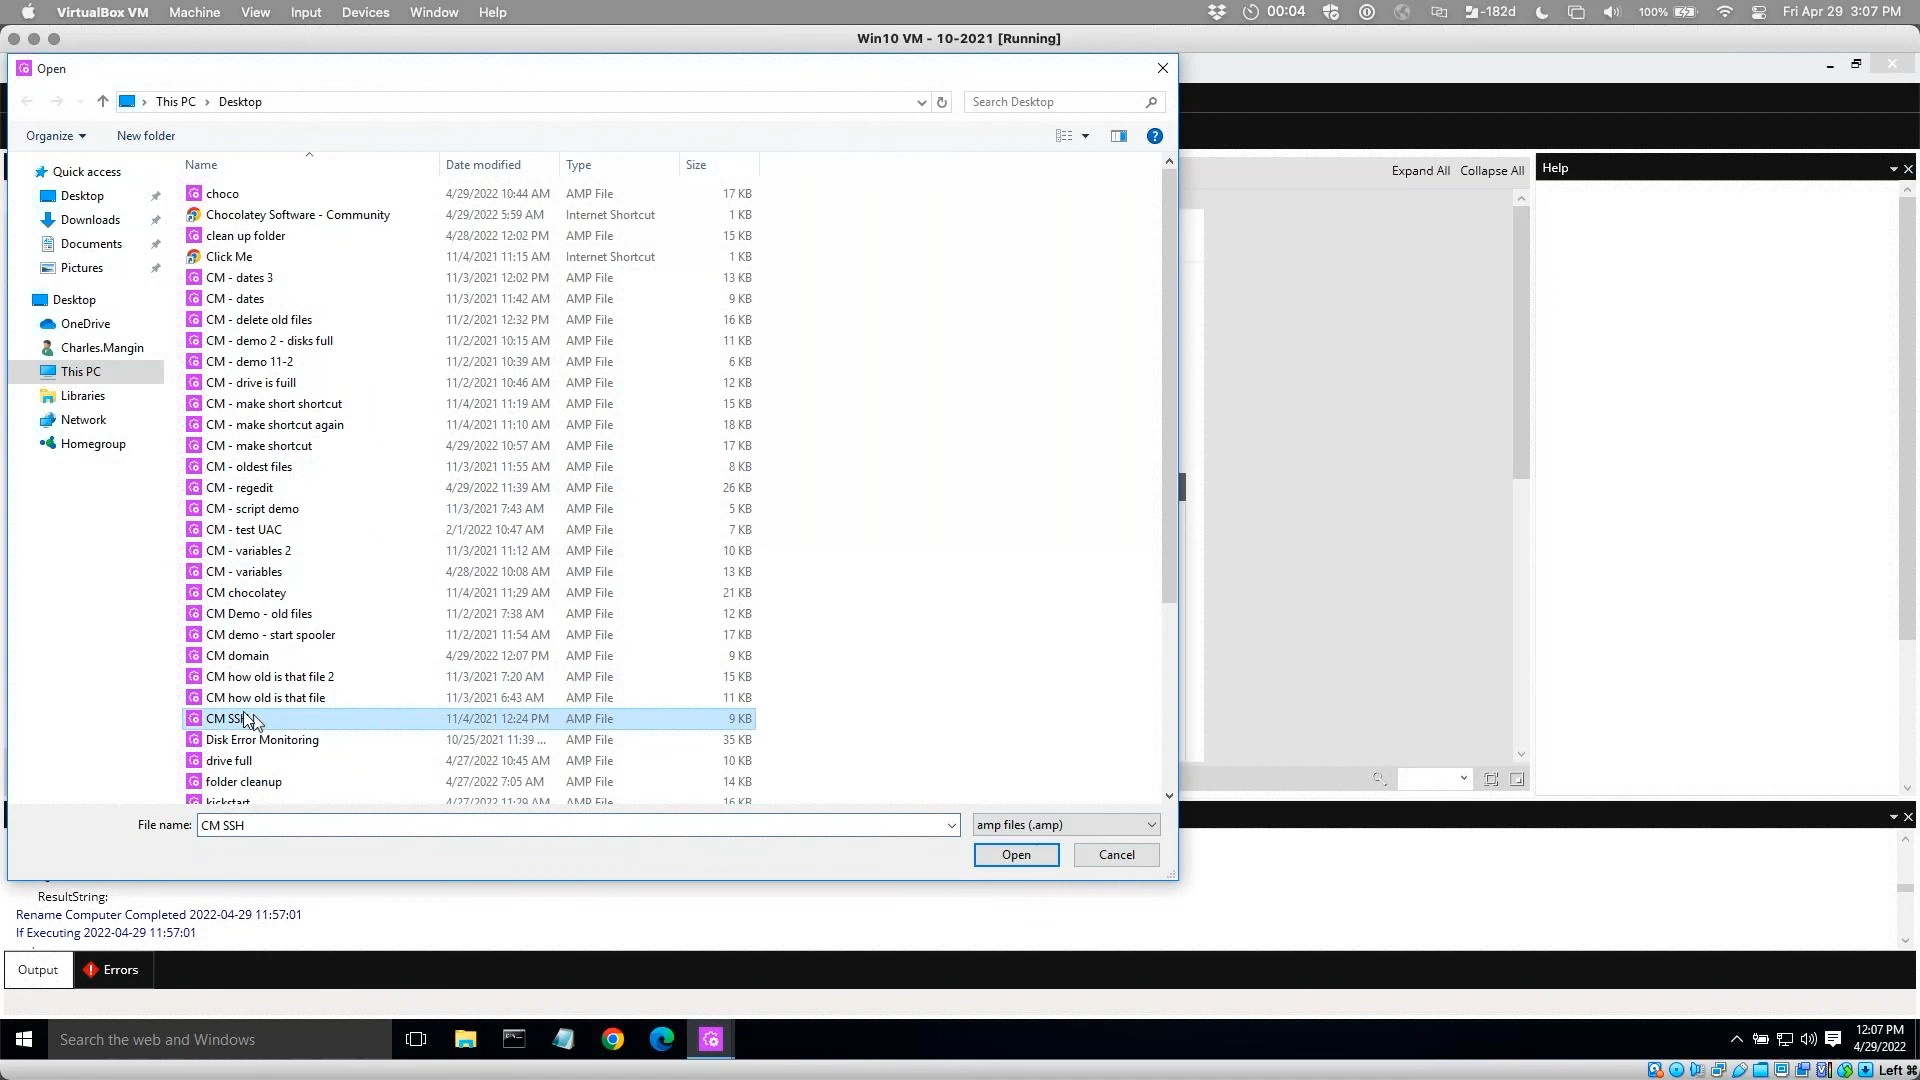 VirtualBox VM Machine View Input Devices Window Help 00:04 -182d 100% Fri Apr 29 3:07 PM
Win10 VM - 10-2021 [Running]
Open
This PC Desktop Search Desktop
Organize New folder
Name Date modified Type Size
Quick access
Desktop
Downloads
Documents
Pictures
Desktop
OneDrive
Charles.Mangin
This PC
Libraries
Network
Homegroup
choco 4/29/2022 10:44 AM AMP File 17 KB
Chocolatey Software - Community 4/29/2022 5:59 AM Internet Shortcut 1 KB
clean up folder 4/28/2022 12:02 PM AMP File 15 KB
Click Me 11/4/2021 11:15 AM Internet Shortcut 1 KB
CM - dates 3 11/3/2021 12:02 PM AMP File 13 KB
CM - dates 11/3/2021 11:42 AM AMP File 9 KB
CM - delete old files 11/2/2021 12:32 PM AMP File 16 KB
CM - demo 2 - disks full 11/2/2021 10:15 AM AMP File 11 KB
CM - demo 11-2 11/2/2021 10:39 AM AMP File 6 KB
CM - drive is fuill 11/2/2021 10:46 AM AMP File 12 KB
CM - make short shortcut 11/4/2021 11:19 AM AMP File 15 KB
CM - make shortcut again 11/4/2021 11:10 AM AMP File 18 KB
CM - make shortcut 4/29/2022 10:57 AM AMP File 17 KB
CM - oldest files 11/3/2021 11:55 AM AMP File 8 KB
CM - regedit 4/29/2022 11:39 AM AMP File 26 KB
CM - script demo 11/3/2021 7:43 AM AMP File 5 KB
CM - test UAC 2/1/2022 10:47 AM AMP File 7 KB
CM - variables 2 11/3/2021 11:12 AM AMP File 10 KB
CM - variables 4/28/2022 10:08 AM AMP File 13 KB
CM chocolatey 11/4/2021 11:29 AM AMP File 21 KB
CM Demo - old files 11/2/2021 7:38 AM AMP File 12 KB
CM demo - start spooler 11/2/2021 11:54 AM AMP File 17 KB
CM domain 4/29/2022 12:07 PM AMP File 9 KB
CM how old is that file 2 11/3/2021 7:20 AM AMP File 15 KB
CM how old is that file 11/3/2021 6:43 AM AMP File 11 KB
CM SSH 11/4/2021 12:24 PM AMP File 9 KB
Disk Error Monitoring 10/25/2021 11:39 ... AMP File 35 KB
drive full 4/27/2022 10:45 AM AMP File 10 KB
folder cleanup 4/27/2022 7:05 AM AMP File 14 KB
kickstart 4/27/2022 11:29 AM AMP File 16 KB
File name: CM SSH amp files (.amp)
Open Cancel
Expand All Collapse All
Help
ResultString:
Rename Computer Completed 2022-04-29 11:57:01
If Executing 2022-04-29 11:57:01
Output Errors
Search the web and Windows
12:07 PM
4/29/2022
Left ⌘